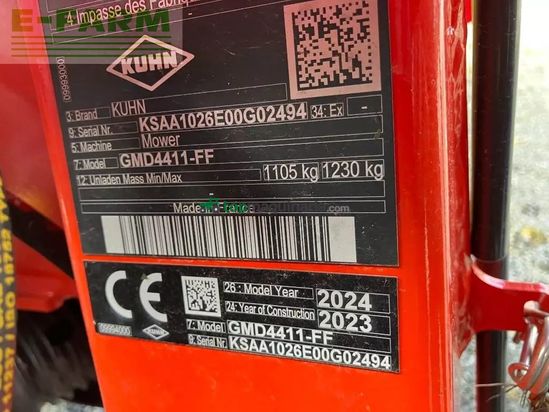 E-FARM
4 Impasse des Fabriques
KUHN
3: Brand KUHN
9: Serial Nr. KSAA1026E00G02494 34: Ex -
5: Machine Mower
7: Model GMD4411-FF
12: Unladen Mass Min/Max 1105 kg 1230 kg
Made in France
CE
26: Model Year 2024
24: Year of Construction 2023
7: Model GMD4411-FF
9: Serial Nr. KSAA1026E00G02494
99994000
KUHN